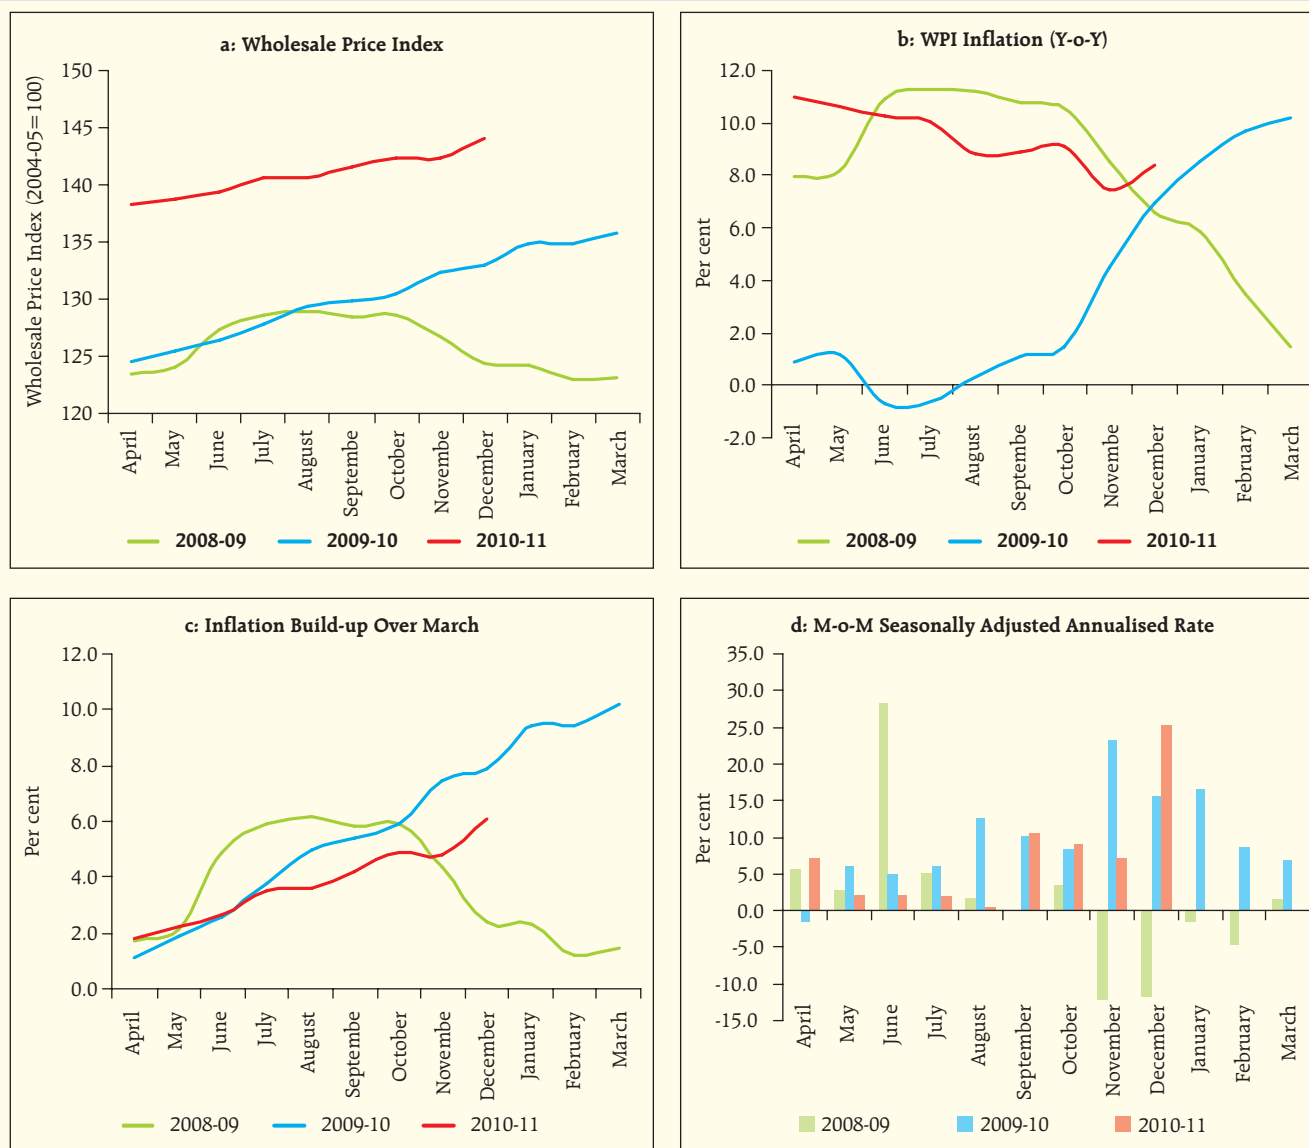 a: Wholesale Price Index
Wholesale Price Index (2004-05=100)
150
145
140
135
130
125
120
April
May
June
July
August
Septembe
October
Novembe
December
January
February
March
2008-09 2009-10 2010-11
b: WPI Inflation (Y-o-Y)
Per cent
12.0
10.0
8.0
6.0
4.0
2.0
0.0
-2.0
April
May
June
July
August
Septembe
October
Novembe
December
January
February
March
2008-09 2009-10 2010-11
c: Inflation Build-up Over March
Per cent
12.0
10.0
8.0
6.0
4.0
2.0
0.0
April
May
June
July
August
Septembe
October
Novembe
December
January
February
March
2008-09 2009-10 2010-11
d: M-o-M Seasonally Adjusted Annualised Rate
Per cent
35.0
30.0
25.0
20.0
15.0
10.0
5.0
0.0
-5.0
-10.0
-15.0
April
May
June
July
August
September
October
November
December
January
February
March
2008-09 2009-10 2010-11